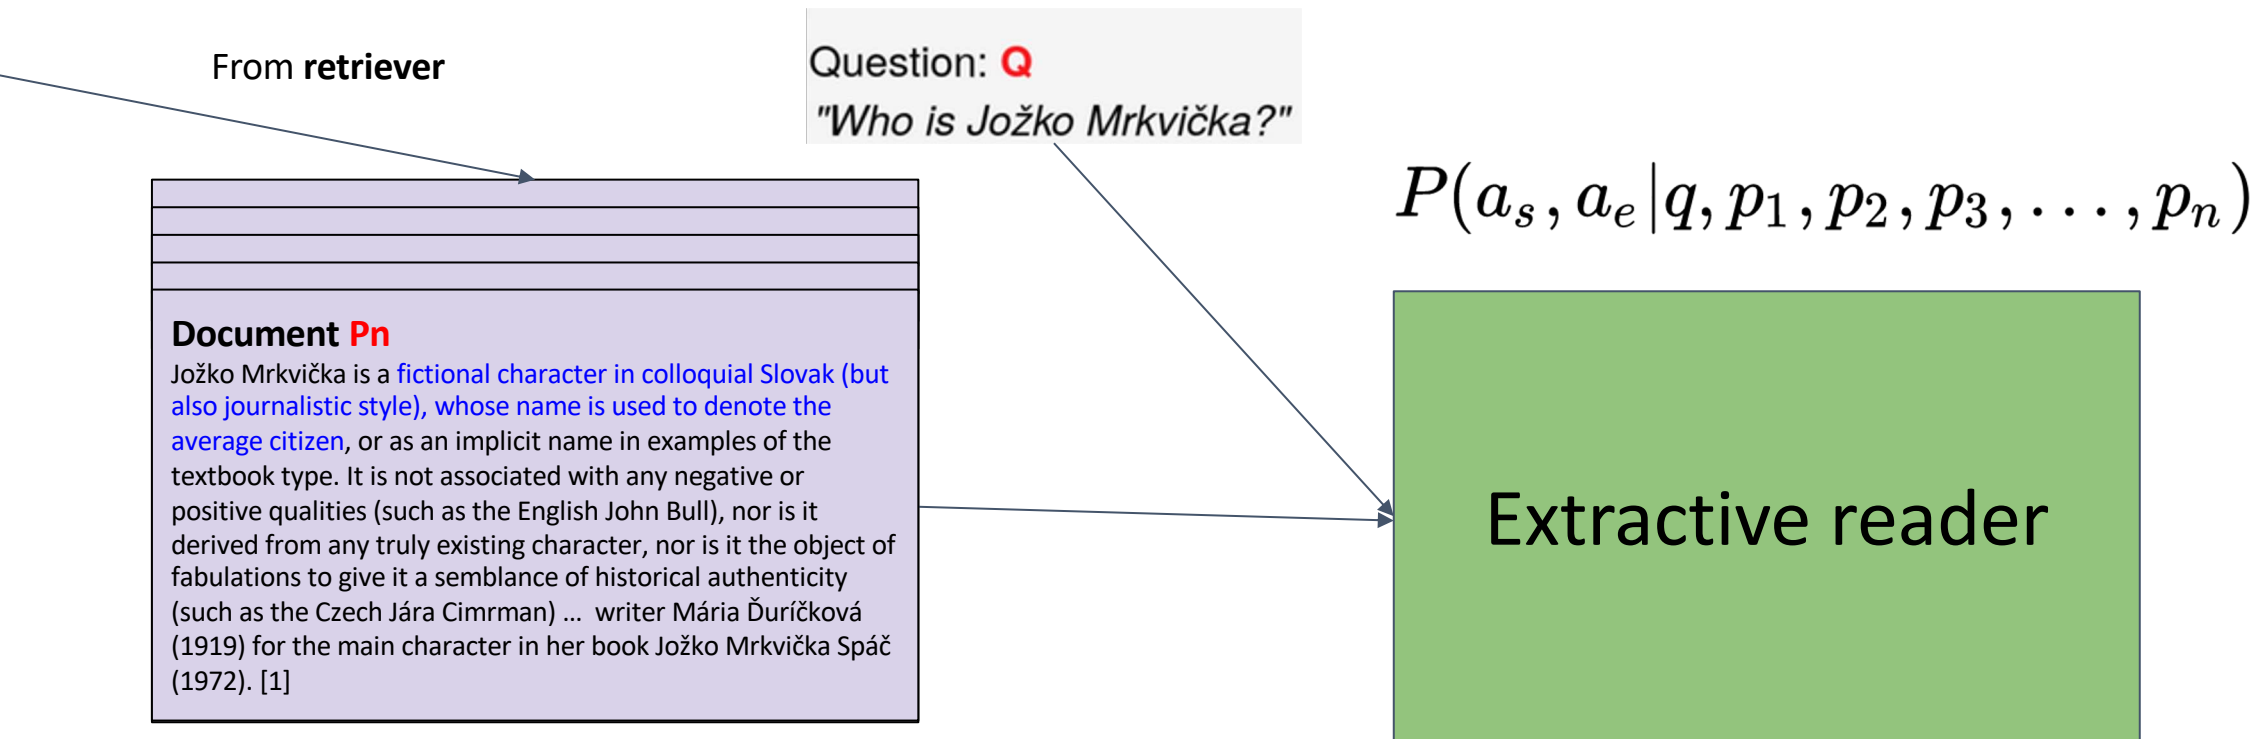 From retriever
Question: Q
"Who is Jožko Mrkvička?"
P(a_s, a_e|q, p_1, p_2, p_3, . . . , p_n)
Document Pn
Jožko Mrkvička is a fictional character in colloquial Slovak (but
also journalistic style), whose name is used to denote the
average citizen, or as an implicit name in examples of the
textbook type. It is not associated with any negative or
positive qualities (such as the English John Bull), nor is it
derived from any truly existing character, nor is it the object of
fabulations to give it a semblance of historical authenticity
(such as the Czech Jára Cimrman) ... writer Mária Ďuríčková
(1919) for the main character in her book Jožko Mrkvička Spáč
(1972). [1]
Extractive reader